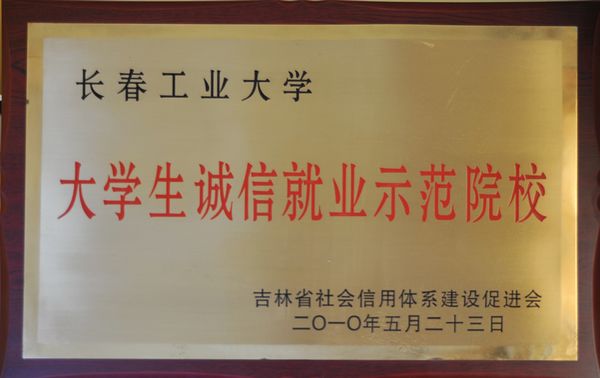 长春工业大学
大学生诚信就业示范院校
吉林省社会信用体系建设促进会
二〇一〇年五月二十三日